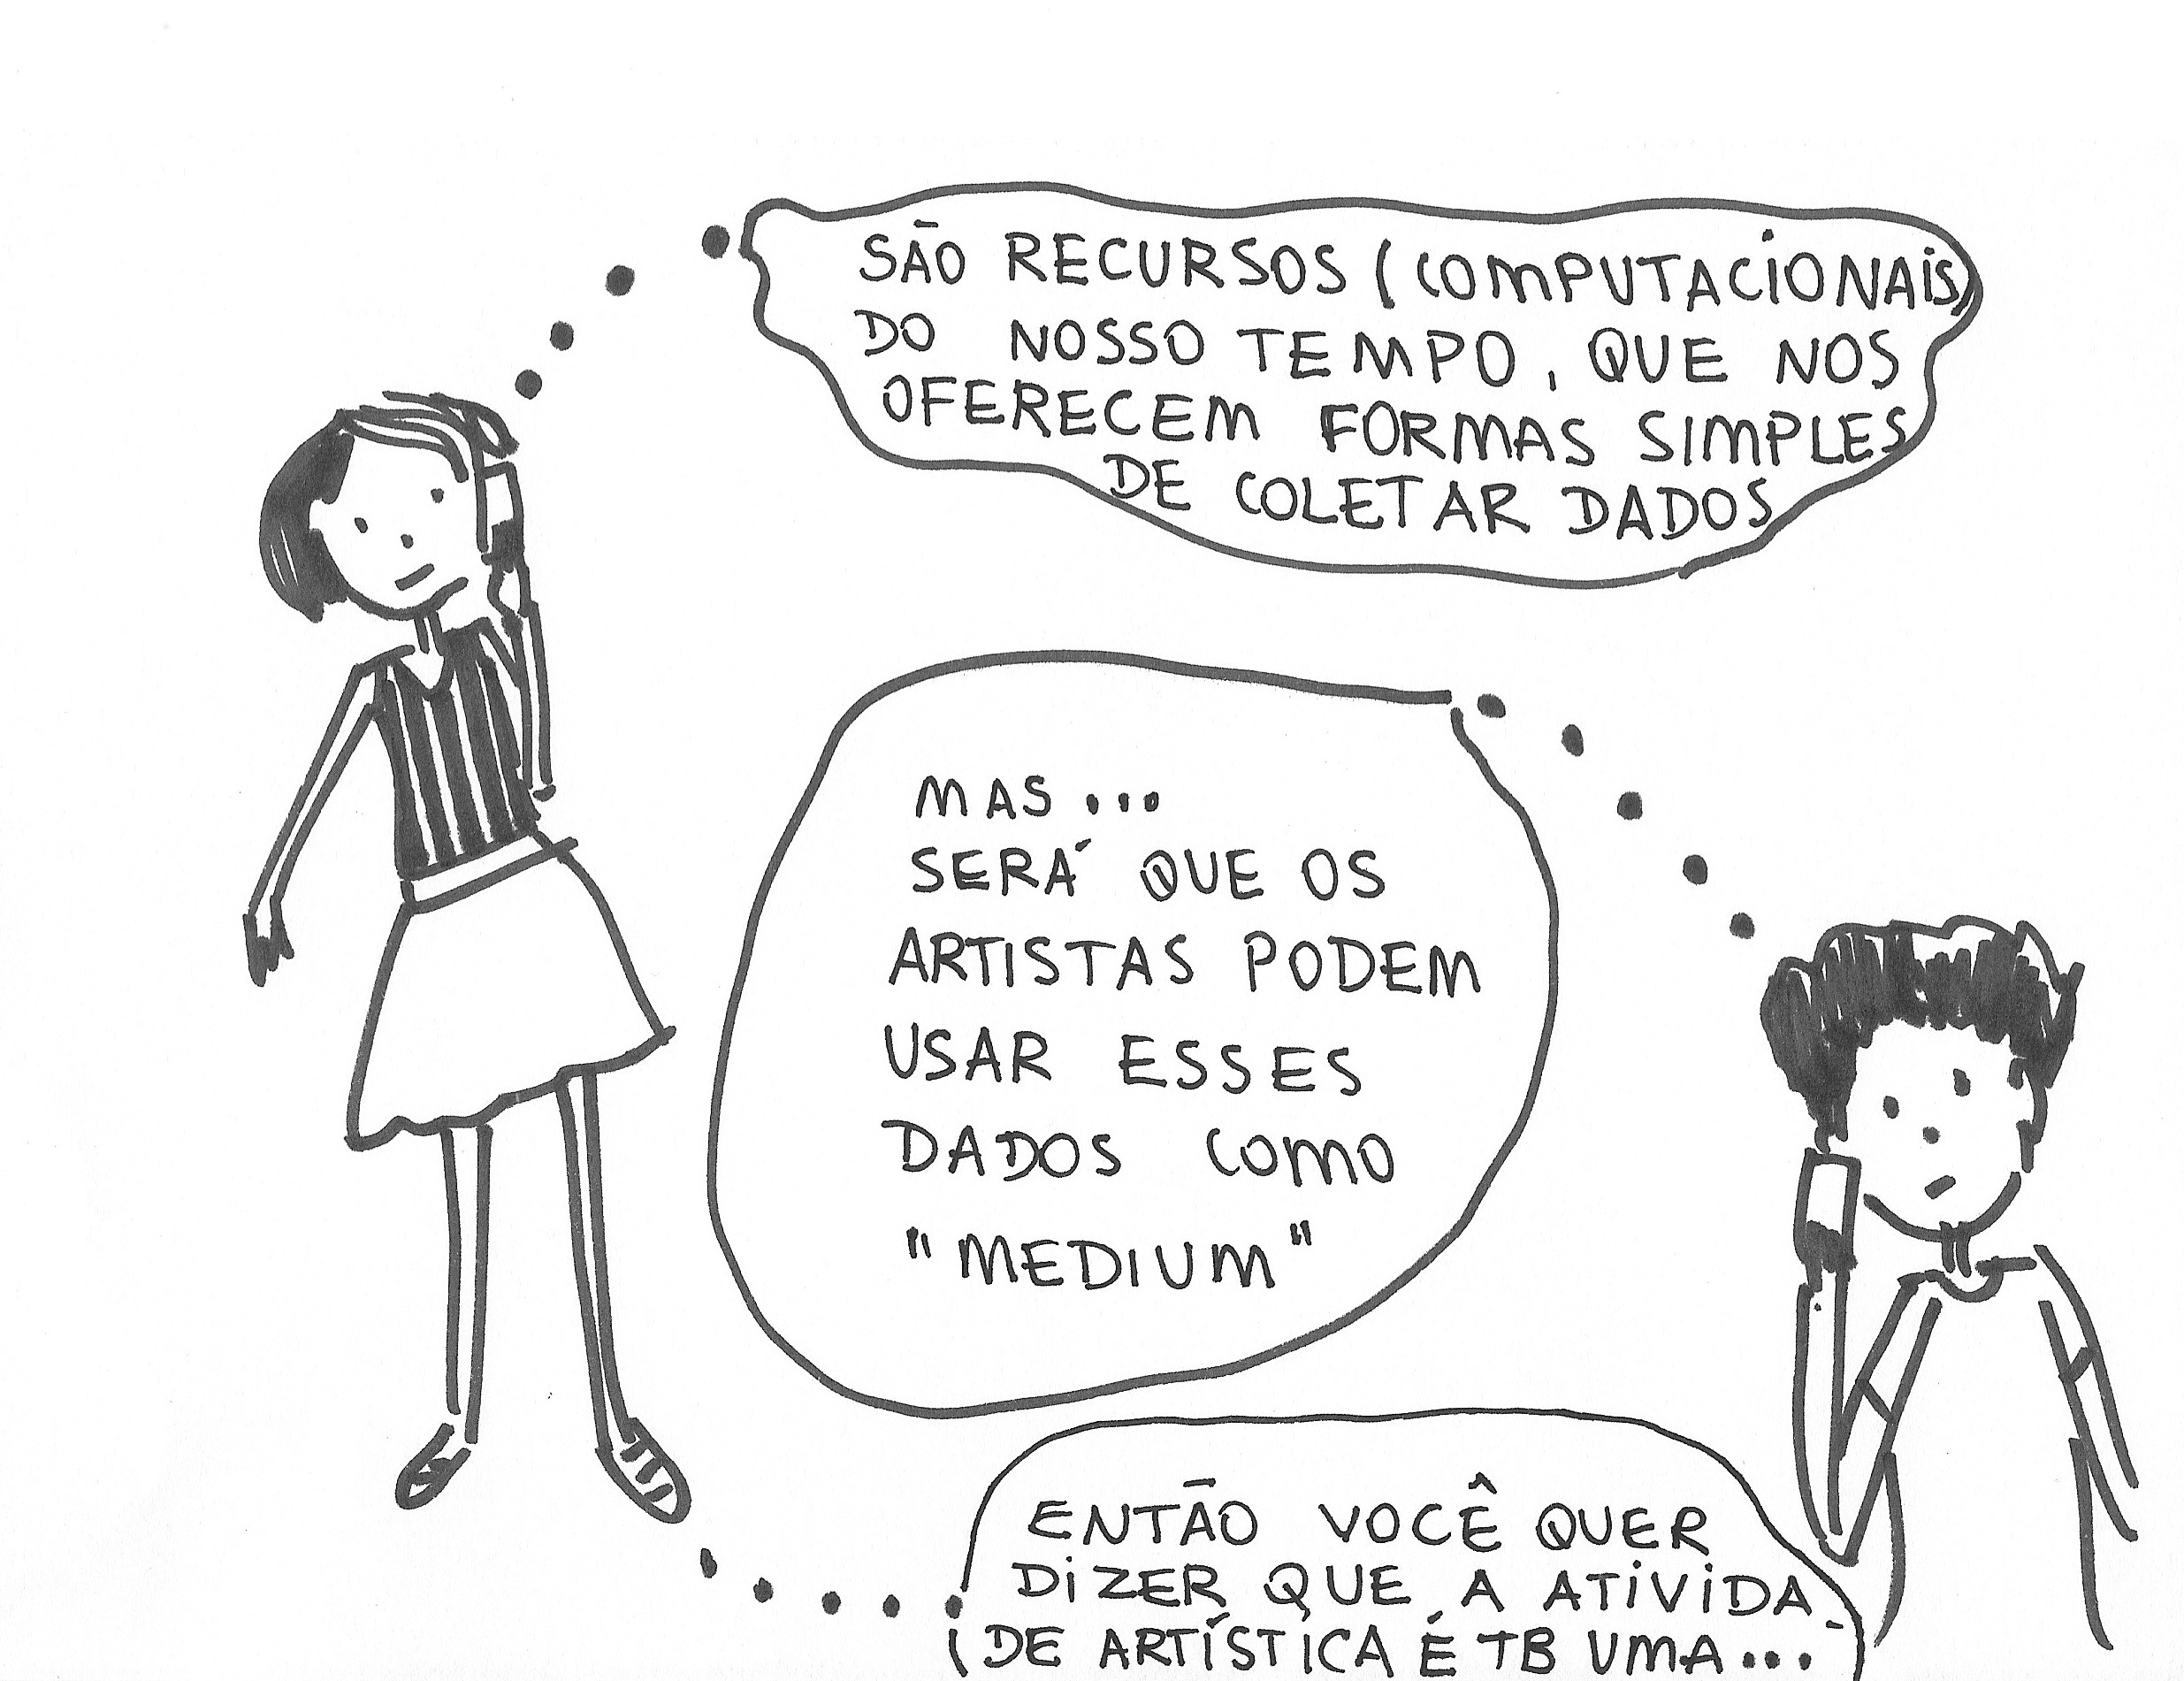 SÃO RECURSOS (COMPUTACIONAIS)
DO NOSSO TEMPO, QUE NOS
OFERECEM FORMAS SIMPLES
DE COLETAR DADOS
MAS...
SERÁ QUE OS
ARTISTAS PODEM
USAR ESSES
DADOS COMO
"MEDIUM"
ENTÃO VOCÊ QUER
DIZER QUE A ATIVIDA-
DE ARTÍSTICA É TB UMA...